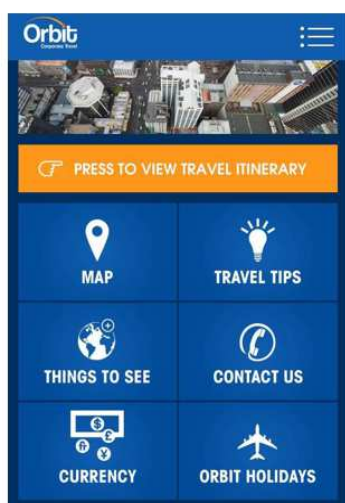 Orbit
Corporate Travel
PRESS TO VIEW TRAVEL ITINERARY
MAP
TRAVEL TIPS
THINGS TO SEE
CONTACT US
CURRENCY
ORBIT HOLIDAYS